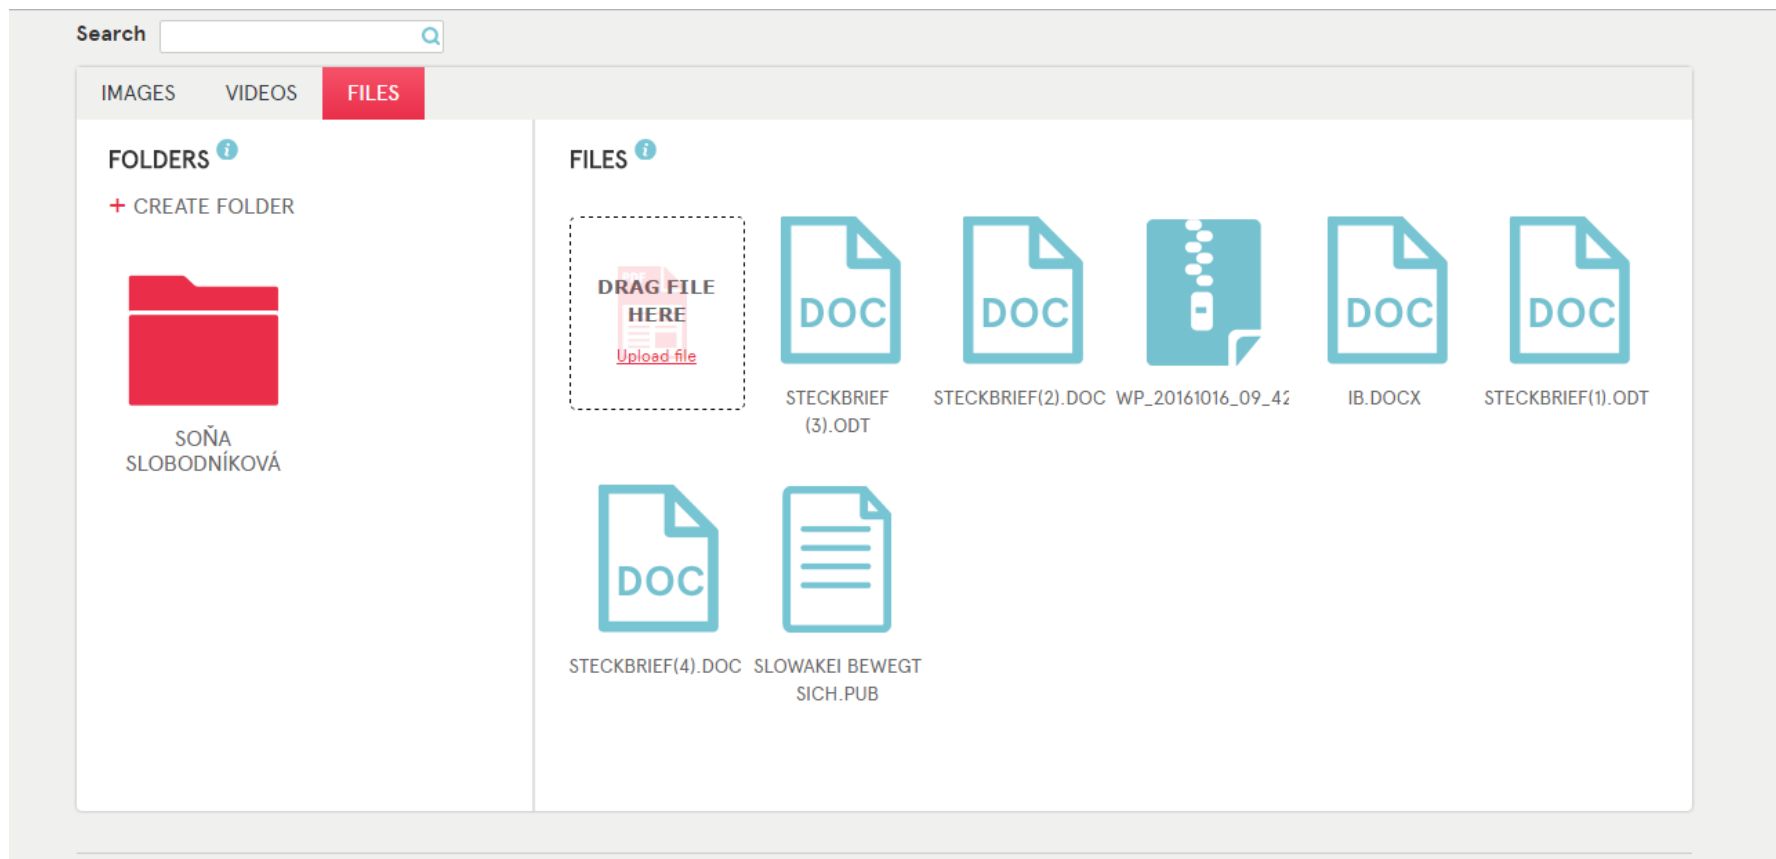 Search
IMAGES VIDEOS FILES
FOLDERS i
+ CREATE FOLDER
SOŇA
SLOBODNÍKOVÁ
FILES i
PDF
DRAG FILE
HERE
Upload file
DOC
STECKBRIEF
(3).ODT
DOC
STECKBRIEF(2).DOC
WP_20161016_09_42
DOC
IB.DOCX
DOC
STECKBRIEF(1).ODT
DOC
STECKBRIEF(4).DOC
SLOWAKEI BEWEGT
SICH.PUB